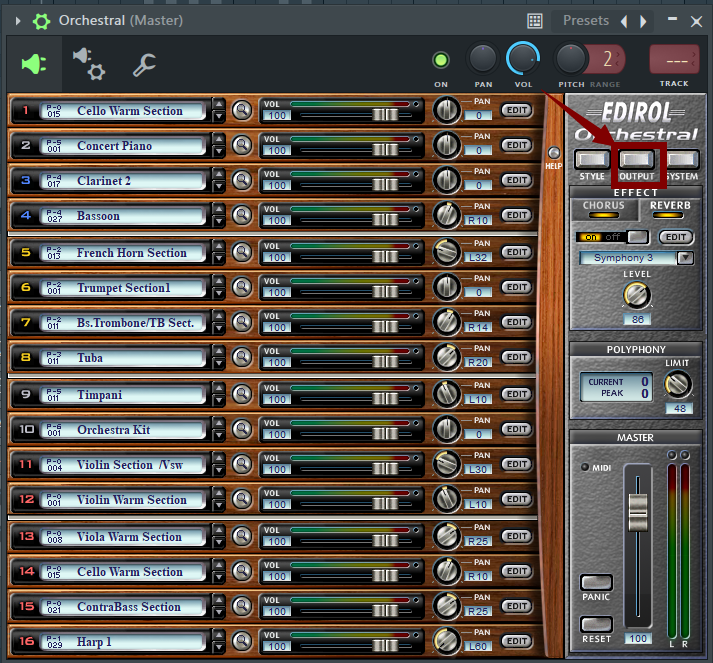 Orchestral (Master) Presets
ON PAN VOL PITCH RANGE 2 --- TRACK
1 P-0 015 Cello Warm Section VOL 100 PAN 0 EDIT
2 P-5 001 Concert Piano VOL 100 PAN 0 EDIT
3 P-4 017 Clarinet 2 VOL 100 PAN 0 EDIT
4 P-4 027 Bassoon VOL 100 PAN R10 EDIT
5 P-2 013 French Horn Section VOL 100 PAN L32 EDIT
6 P-2 001 Trumpet Section1 VOL 100 PAN 0 EDIT
7 P-2 011 Bs.Trombone/TB Sect. VOL 100 PAN R14 EDIT
8 P-3 011 Tuba VOL 100 PAN R20 EDIT
9 P-5 011 Timpani VOL 100 PAN L10 EDIT
10 P-6 001 Orchestra Kit VOL 100 PAN 0 EDIT
11 P-0 004 Violin Section /Vsw VOL 100 PAN L30 EDIT
12 P-0 001 Violin Warm Section VOL 100 PAN L10 EDIT
13 P-0 008 Viola Warm Section VOL 100 PAN R25 EDIT
14 P-0 015 Cello Warm Section VOL 100 PAN R10 EDIT
15 P-0 021 ContraBass Section VOL 100 PAN R25 EDIT
16 P-1 029 Harp 1 VOL 100 PAN L60 EDIT
HELP
EDIROL
Orchestral
STYLE OUTPUT SYSTEM
EFFECT
CHORUS REVERB
on off EDIT
Symphony 3
LEVEL
86
POLYPHONY
LIMIT
CURRENT 0
PEAK 0
48
MASTER
MIDI
PANIC
RESET
100
L R